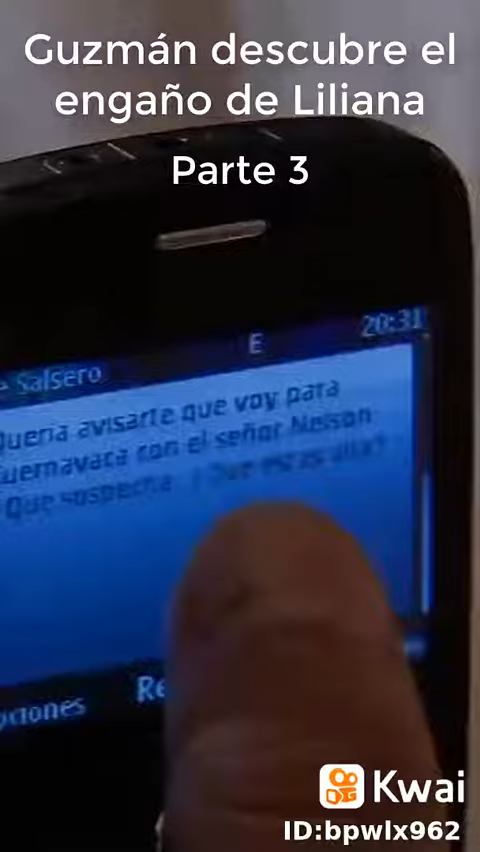 Guzmán descubre el
engaño de Liliana
Parte 3
20:31
E
Salsero
Quería avisarte que voy para
uernavaca con el señor Nelson
Que sospecha
pciones
Re
Kwai
ID:bpwlx962